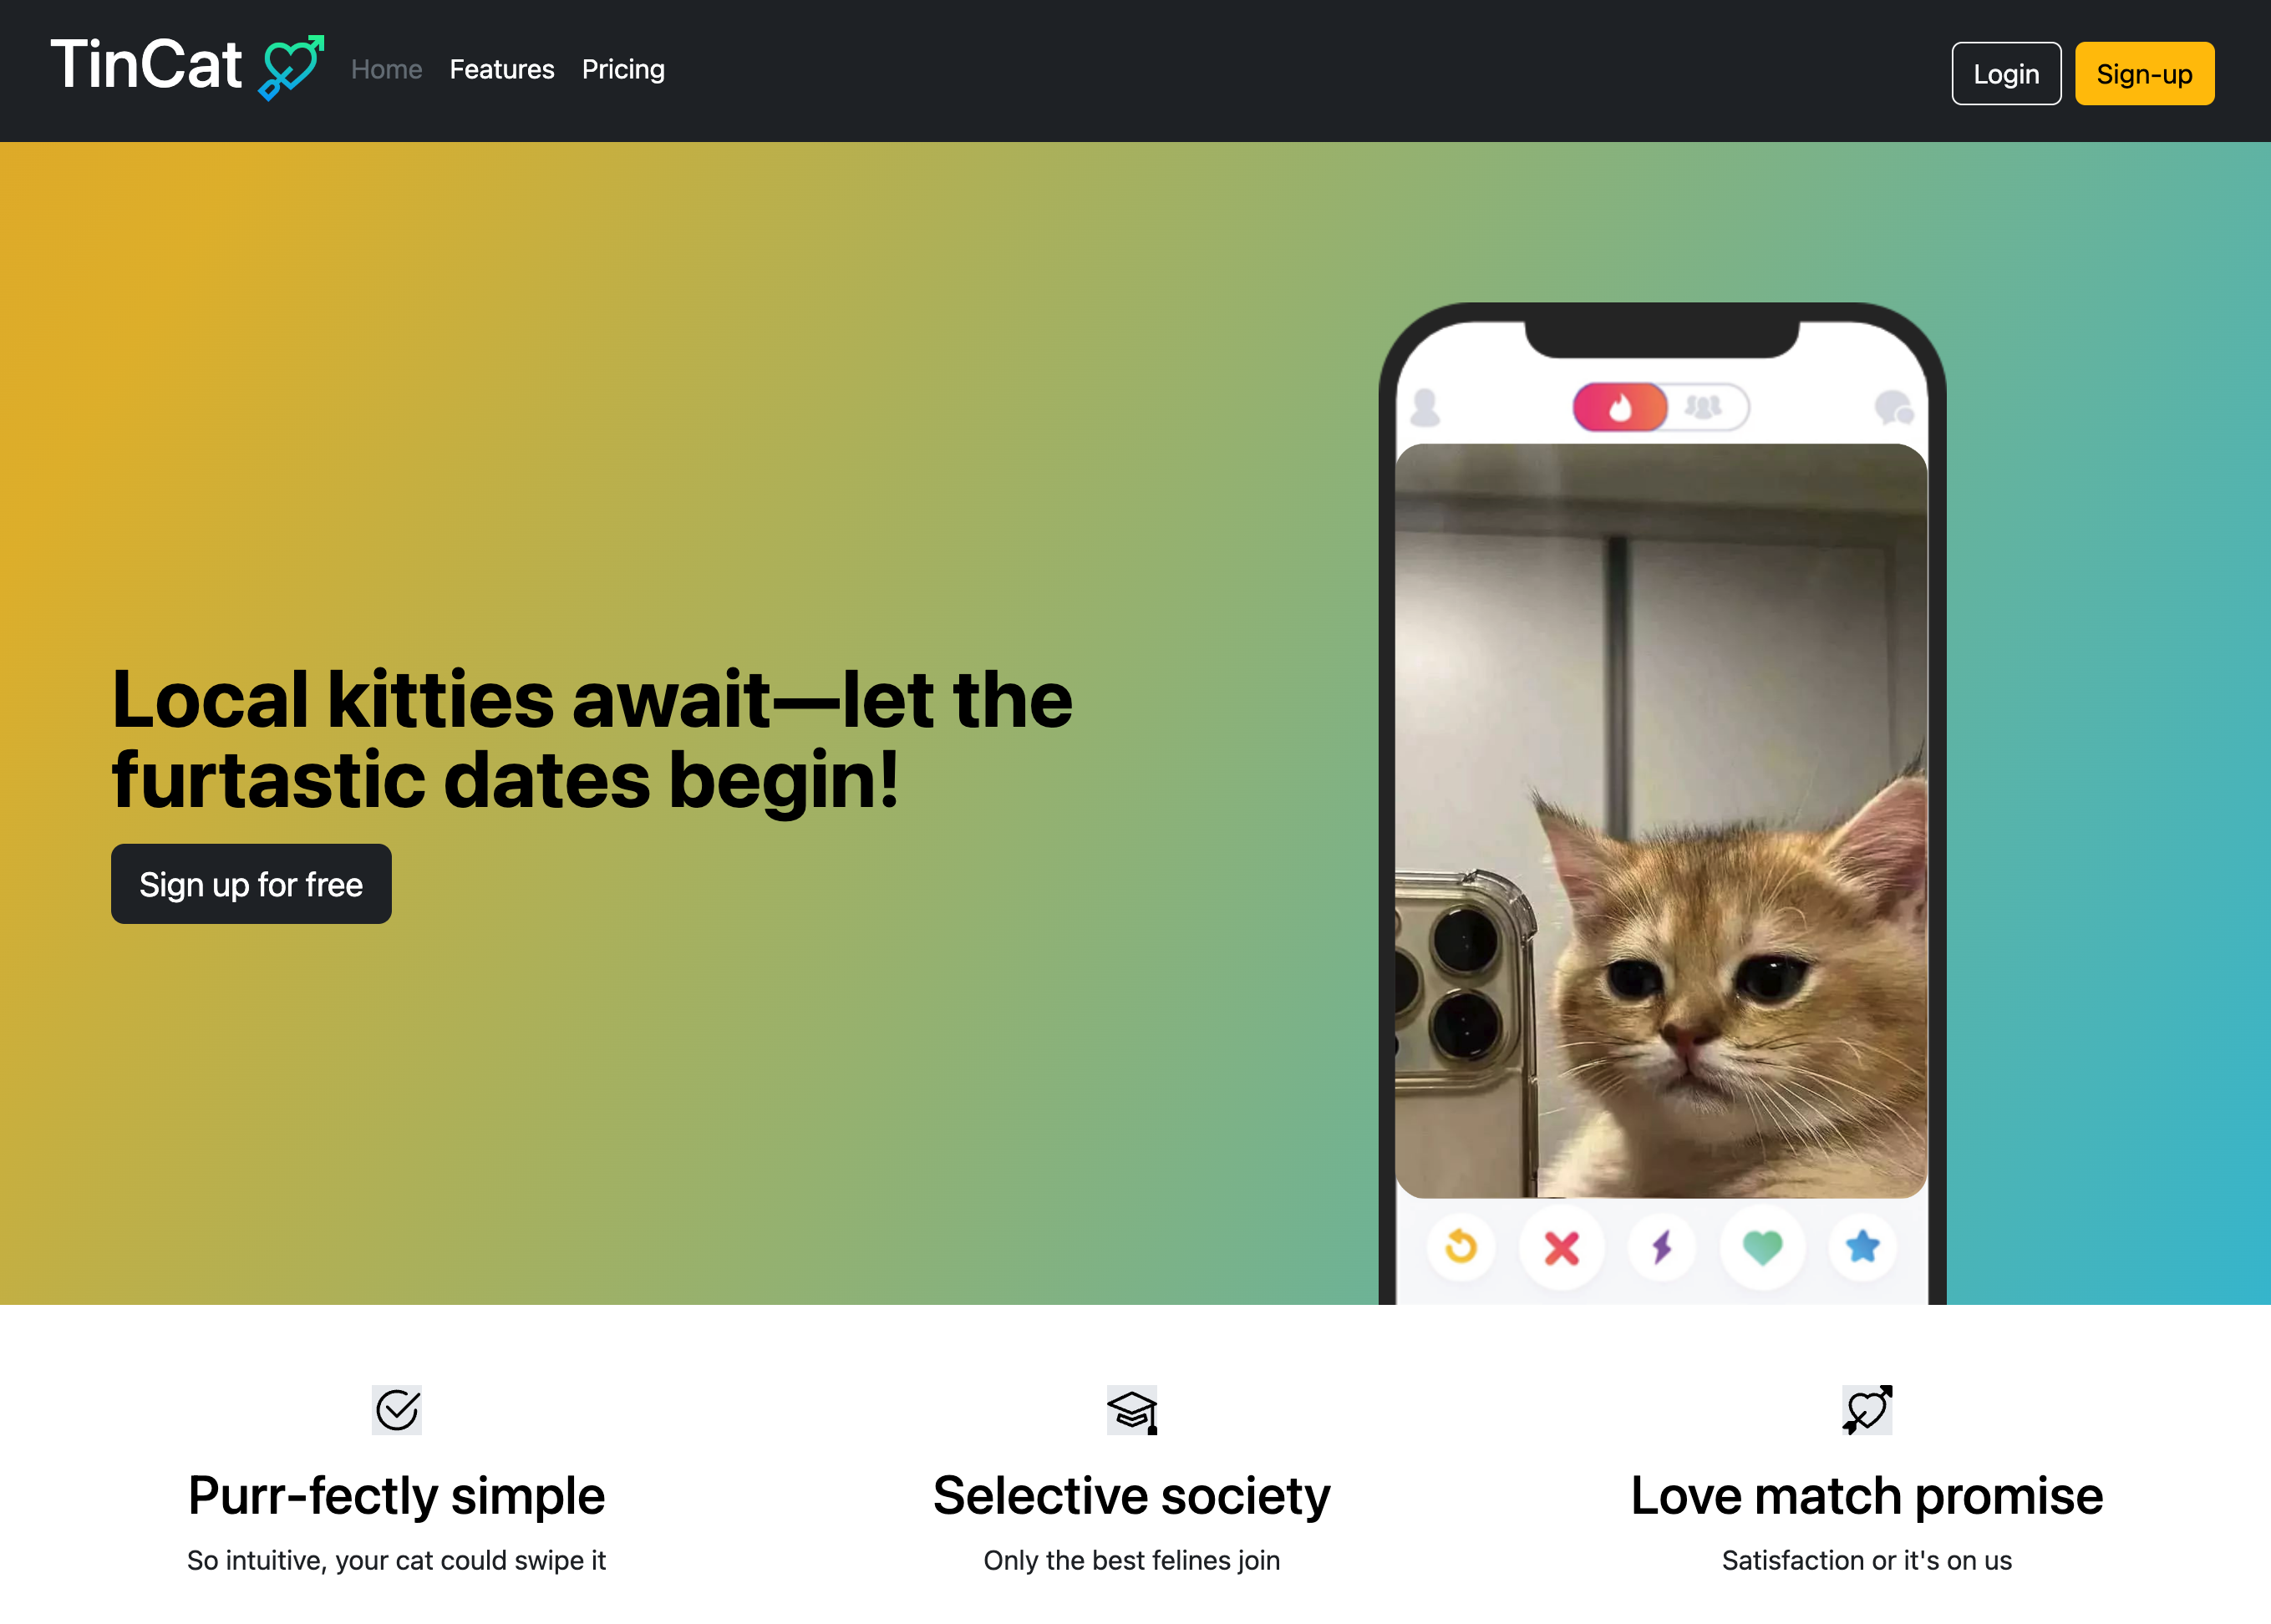 TinCat
Home
Features
Pricing
Login
Sign-up
Local kitties await—let the
furtastic dates begin!
Sign up for free
Purr-fectly simple
So intuitive, your cat could swipe it
Selective society
Only the best felines join
Love match promise
Satisfaction or it's on us